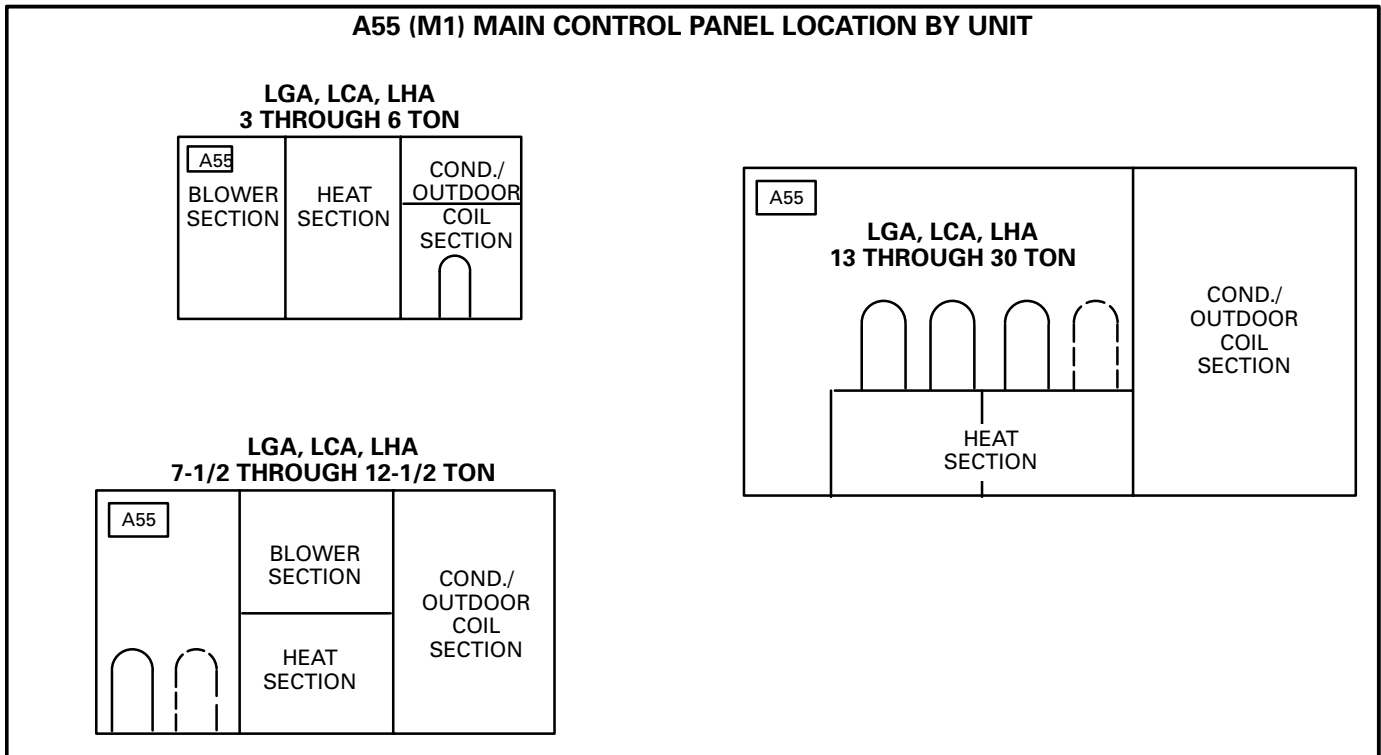 A55 (M1) MAIN CONTROL PANEL LOCATION BY UNIT
LGA, LCA, LHA
3 THROUGH 6 TON
A55
BLOWER
SECTION
HEAT
SECTION
COND./
OUTDOOR
COIL
SECTION
A55
LGA, LCA, LHA
13 THROUGH 30 TON
COND./
OUTDOOR
COIL
SECTION
HEAT
SECTION
LGA, LCA, LHA
7-1/2 THROUGH 12-1/2 TON
A55
BLOWER
SECTION
HEAT
SECTION
COND./
OUTDOOR
COIL
SECTION